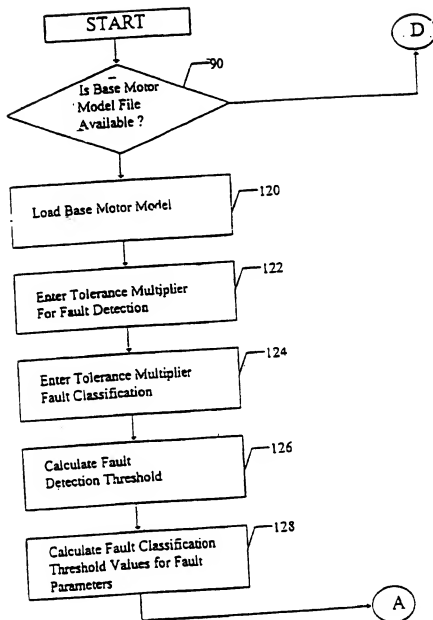 START
D
90
Is Base Motor
Model File
Available ?
120
Load Base Motor Model
122
Enter Tolerance Multiplier
For Fault Detection
124
Enter Tolerance Multiplier
Fault Classification
126
Calculate Fault
Detection Threshold
128
Calculate Fault Classification
Threshold Values for Fault
Parameters
A